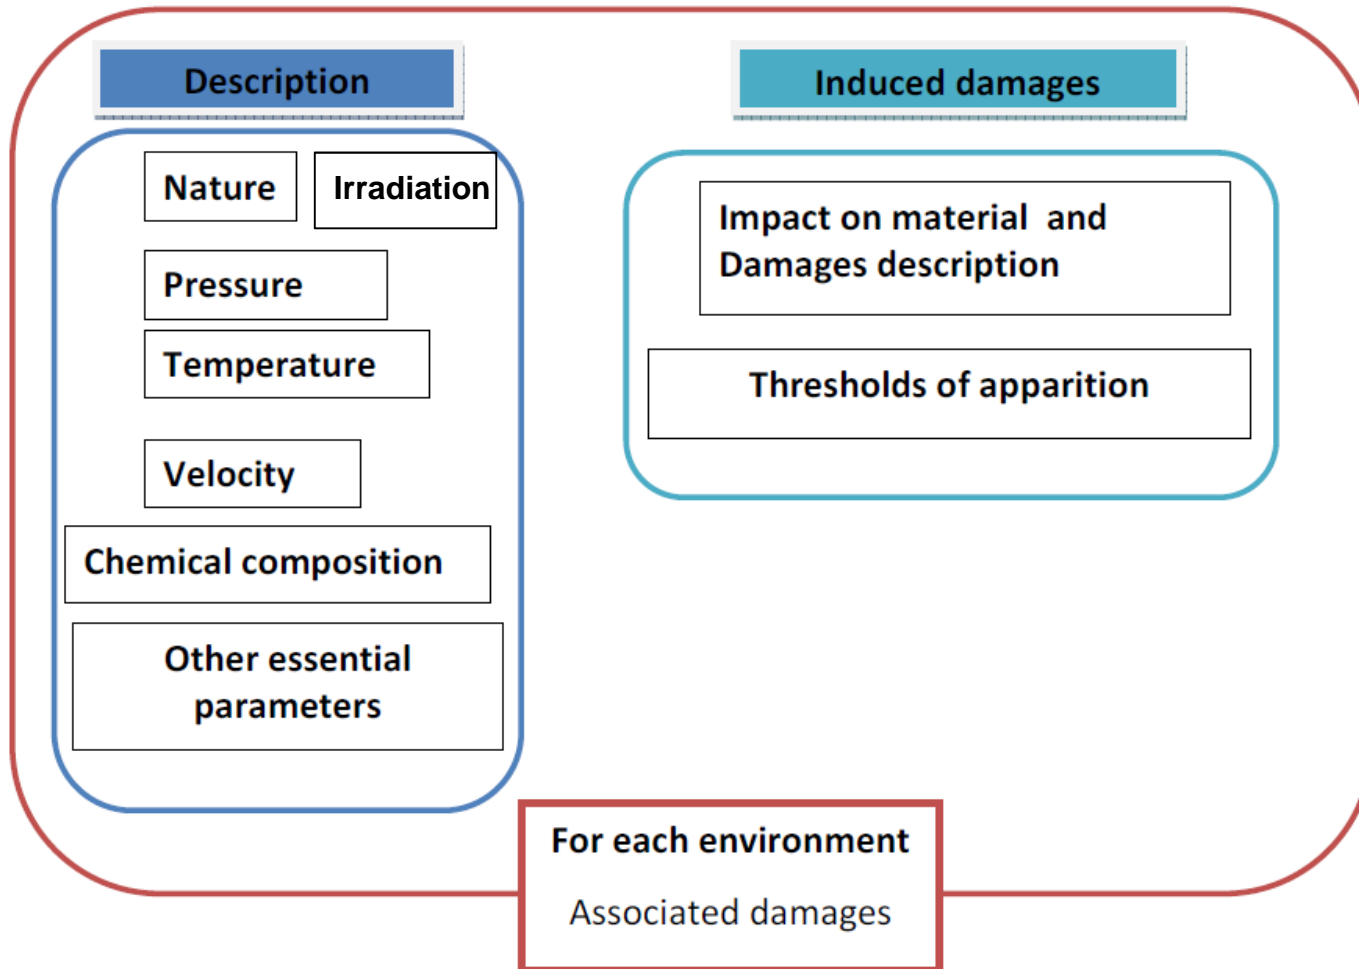 Description
Nature
Irradiation
Pressure
Temperature
Velocity
Chemical composition
Other essential
parameters
Induced damages
Impact on material and
Damages description
Thresholds of apparition
For each environment
Associated damages